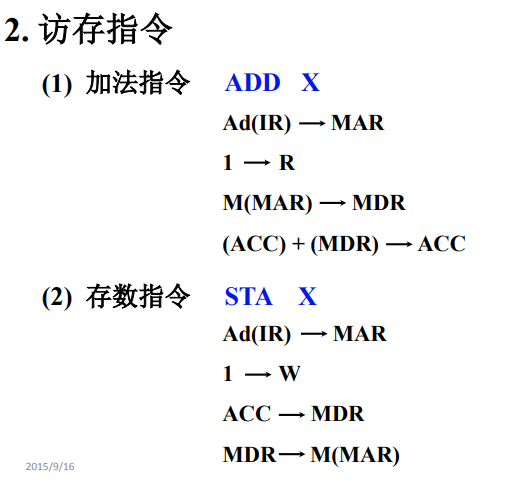 2. 访存指令
(1) 加法指令 ADD X
Ad(IR) → MAR
1 → R
M(MAR) → MDR
(ACC) + (MDR) → ACC
(2) 存数指令 STA X
Ad(IR) → MAR
1 → W
ACC → MDR
MDR → M(MAR)
2015/9/16